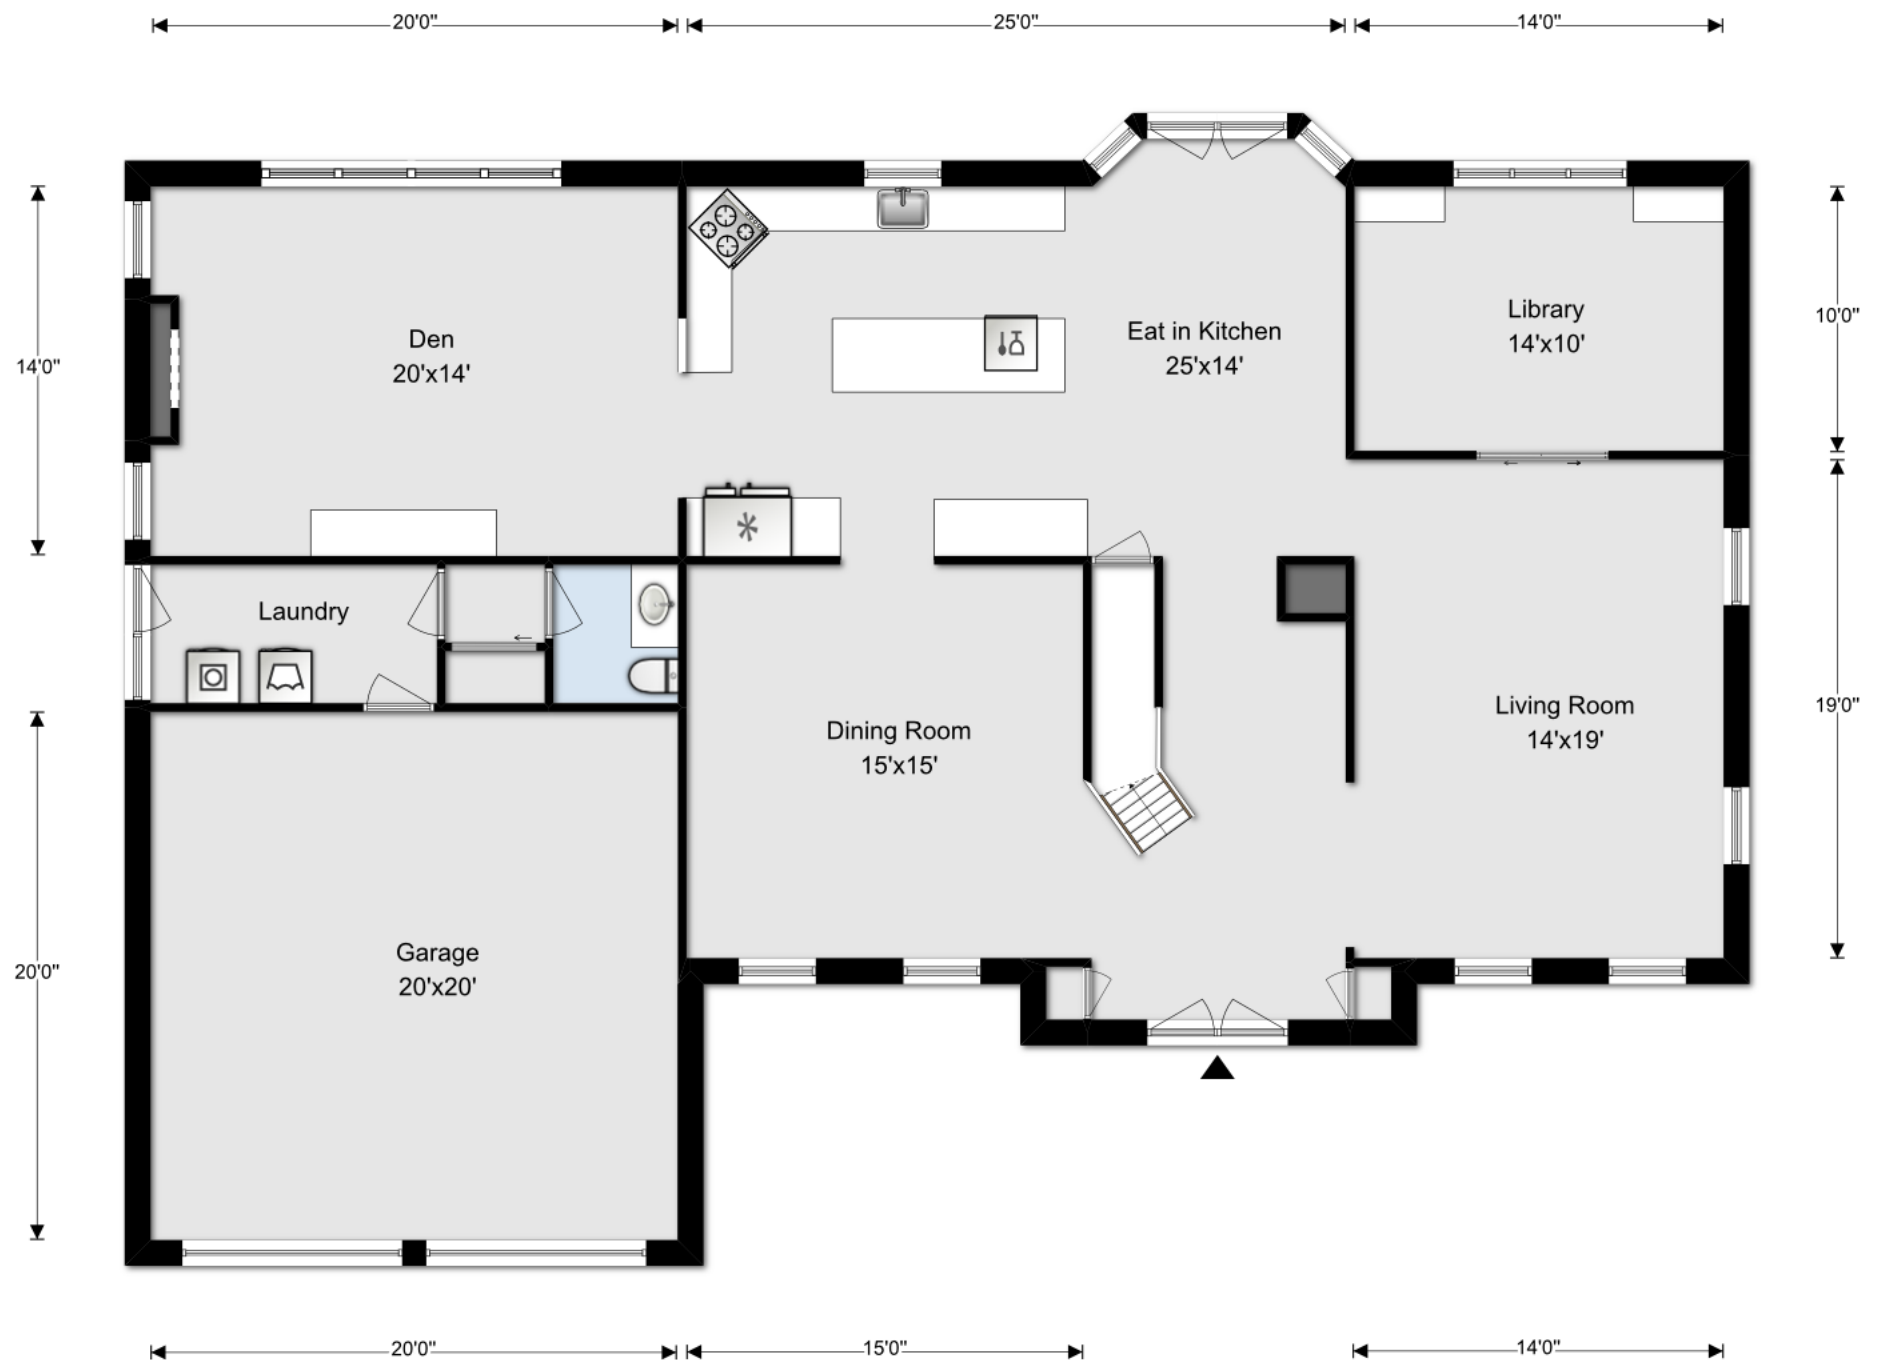 20'0"
25'0"
14'0"
Den
20'x14'
Eat in Kitchen
25'x14'
Library
14'x10'
10'0"
14'0"
Laundry
Dining Room
15'x15'
Living Room
14'x19'
19'0"
Garage
20'x20'
20'0"
20'0"
15'0"
14'0"